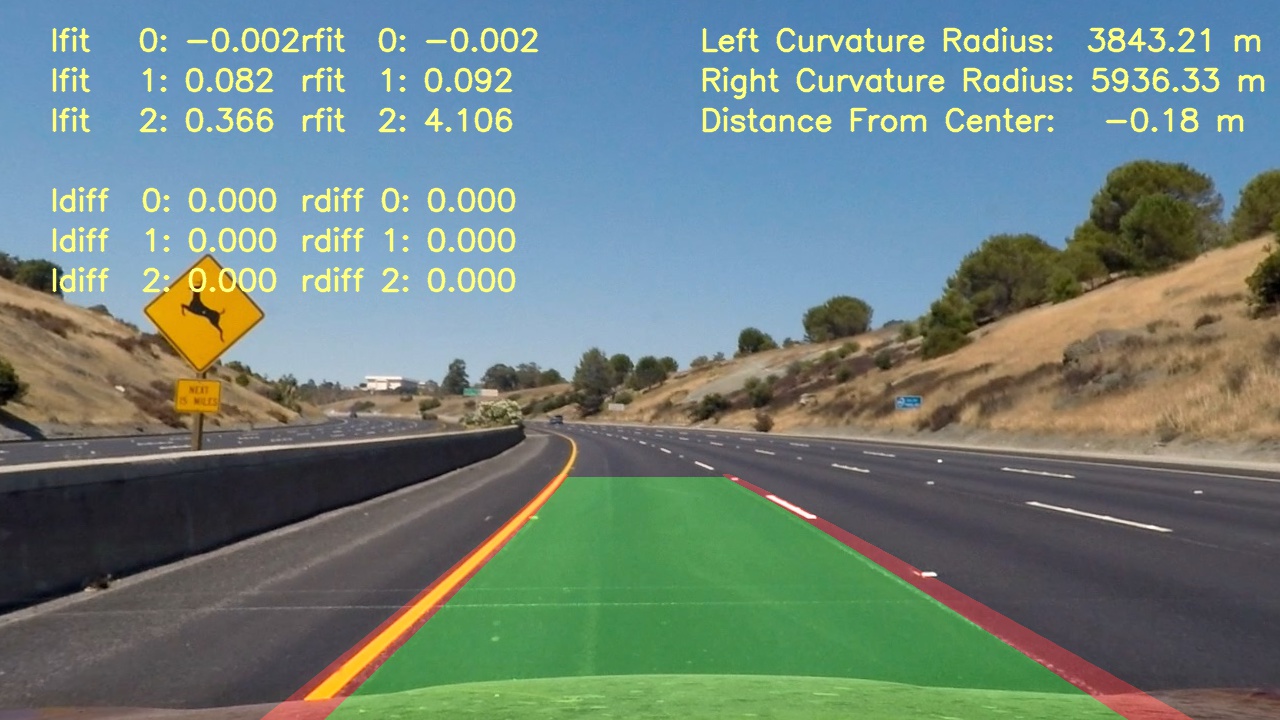 lfit 0: −0.002rfit 0: −0.002
lfit 1: 0.082 rfit 1: 0.092
lfit 2: 0.366 rfit 2: 4.106
ldiff 0: 0.000 rdiff 0: 0.000
ldiff 1: 0.000 rdiff 1: 0.000
ldiff 2: 0.000 rdiff 2: 0.000
Left Curvature Radius: 3843.21 m
Right Curvature Radius: 5936.33 m
Distance From Center: −0.18 m
NEXT
15 MILES